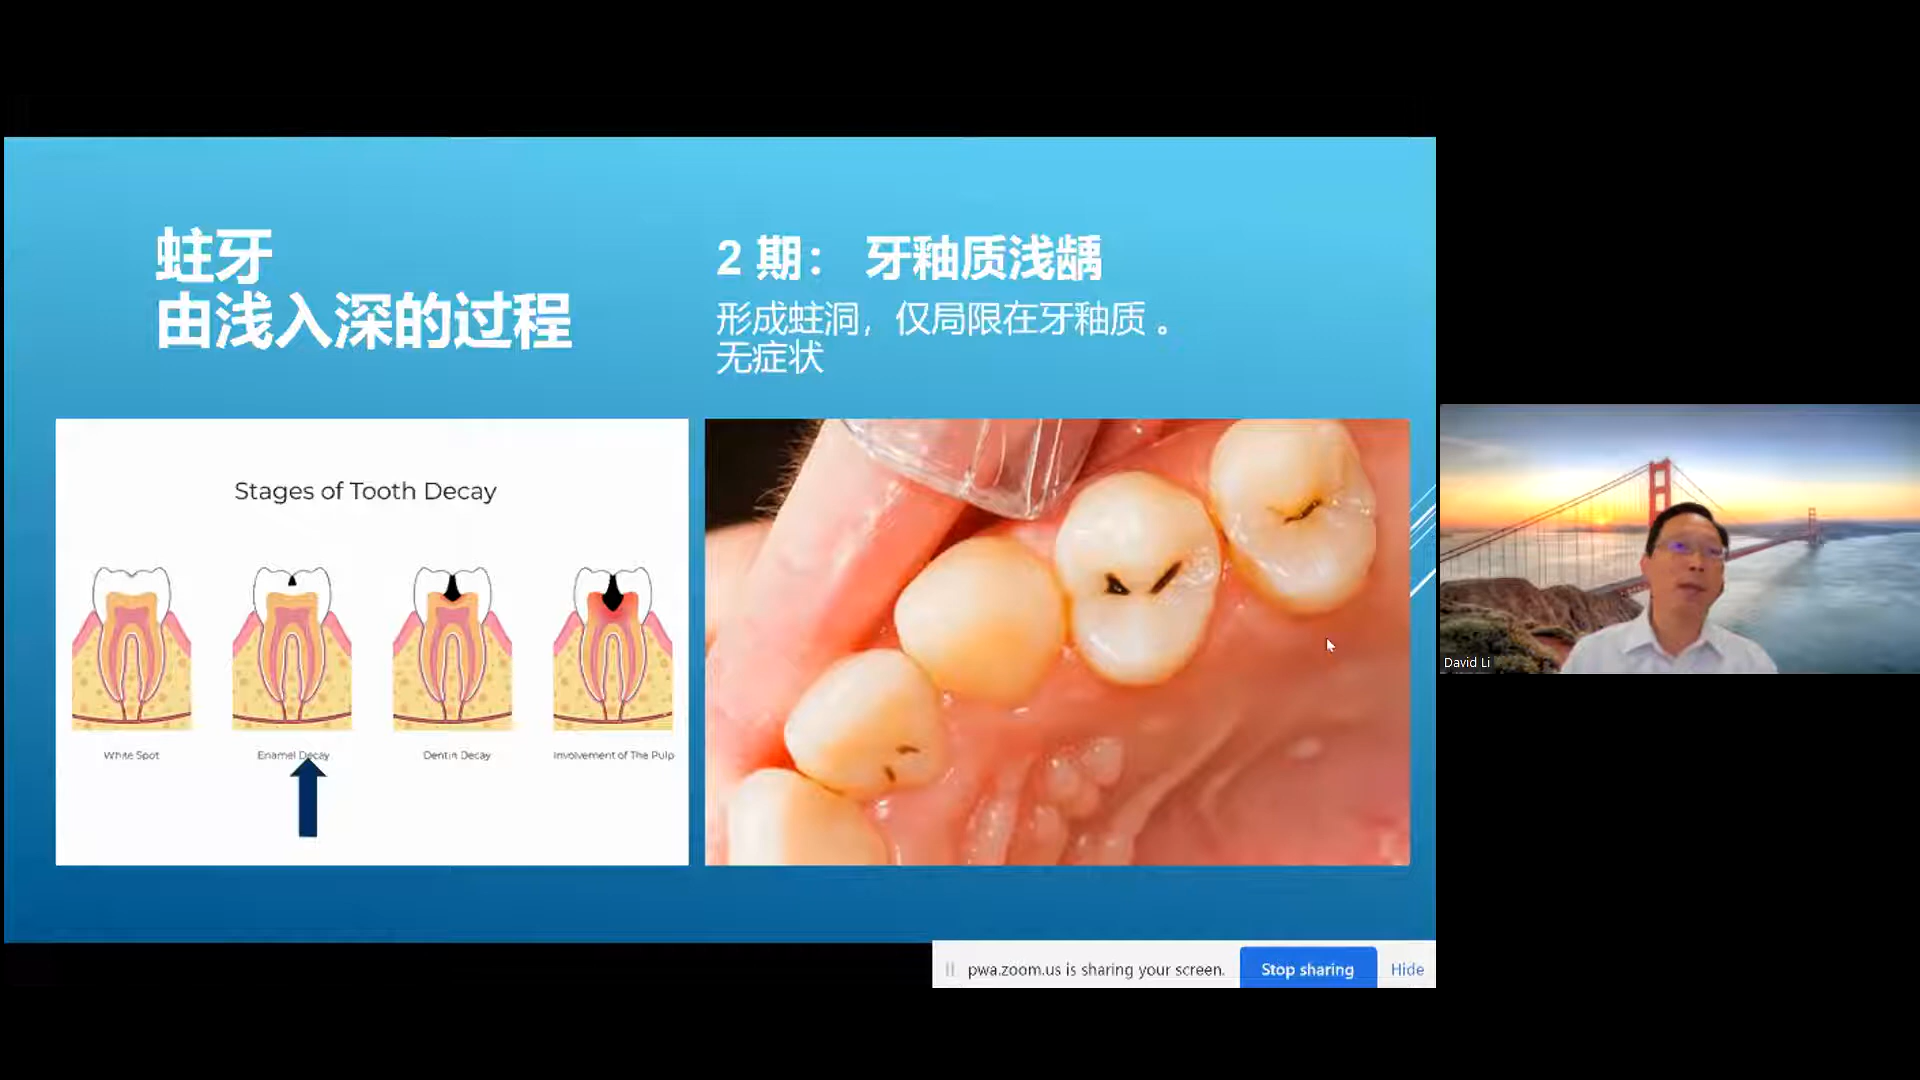 蛀牙
由浅入深的过程
2 期： 牙釉质浅龋
形成蛀洞，仅局限在牙釉质 。
无症状
Stages of Tooth Decay
White Spot
Enamel Decay
Dentin Decay
Involvement of The Pulp
David Li
pwa.zoom.us is sharing your screen.
Stop sharing
Hide